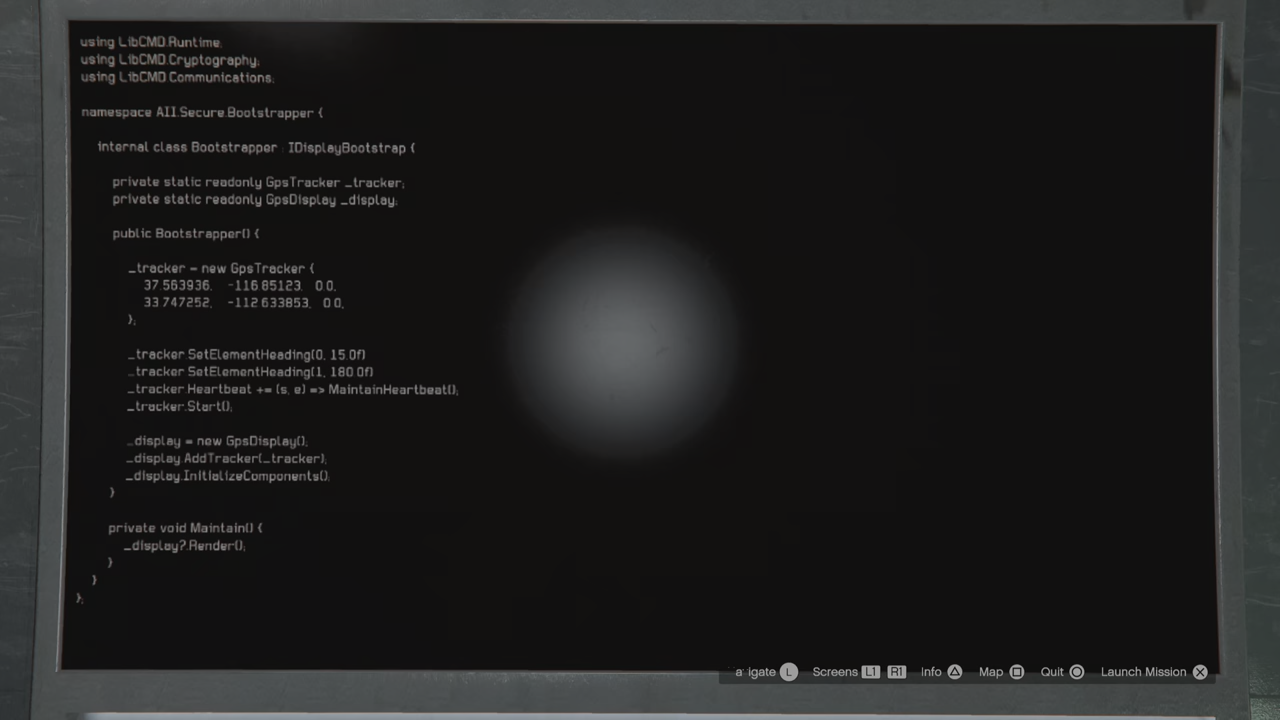 using LibCMD.Runtime;
using LibCMD.Cryptography;
using LibCMD.Communications;
namespace AII.Secure.Bootstrapper {
internal class Bootstrapper : IDisplayBootstrap {
private static readonly GpsTracker _tracker;
private static readonly GpsDisplay _display;
public Bootstrapper() {
_tracker = new GpsTracker {
37.563936, -116.85123, 0.0,
33.747252, -112.633853, 0.0,
};
_tracker.SetElementHeading(0, 15.0f)
_tracker.SetElementHeading(1, 180.0f)
_tracker.Heartbeat += (s, e) => MaintainHeartbeat();
_tracker.Start();
_display = new GpsDisplay();
_display.AddTracker(_tracker);
_display.InitializeComponents();
}
private void Maintain() {
_display?.Render();
}
}
};
Screens L1 R1 Info Map Quit Launch Mission